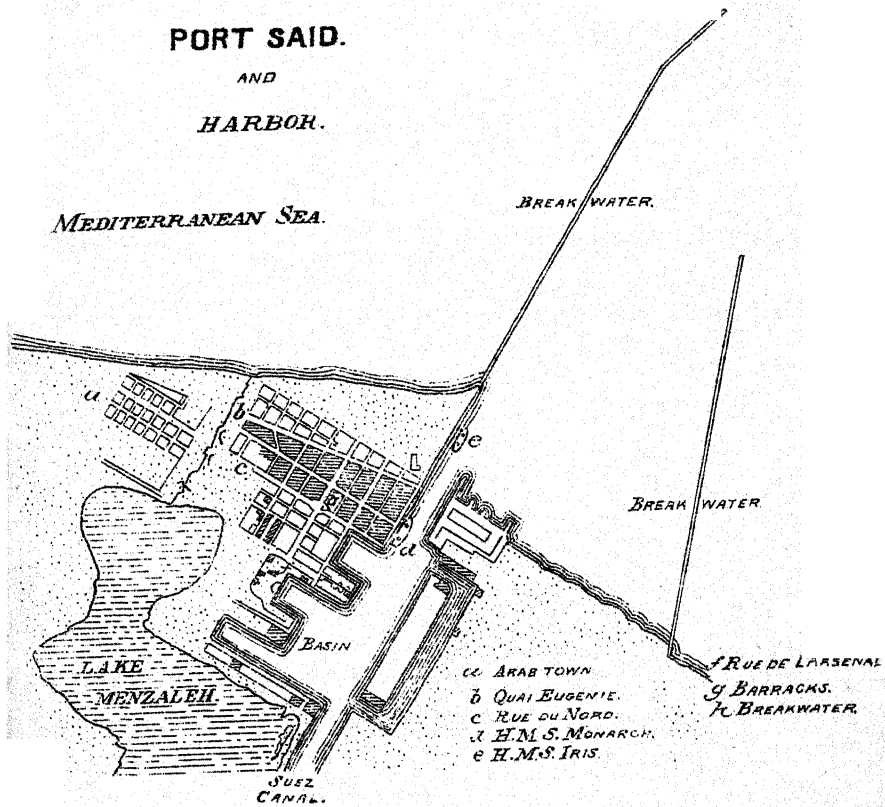 PORT SAID.
AND
HARBOR.
MEDITERRANEAN SEA.
BREAK WATER.
BREAK WATER
a
b
c
d
e
BASIN
LAKE
MENZALEH.
SUEZ
CANAL.
a ARAB TOWN
b QUAI EUGENIE.
c RUE DU NORD.
d H.M.S. MONARCH.
e H.M.S. IRIS.
f RUE DE LARSENAL
g BARRACKS.
h BREAKWATER.